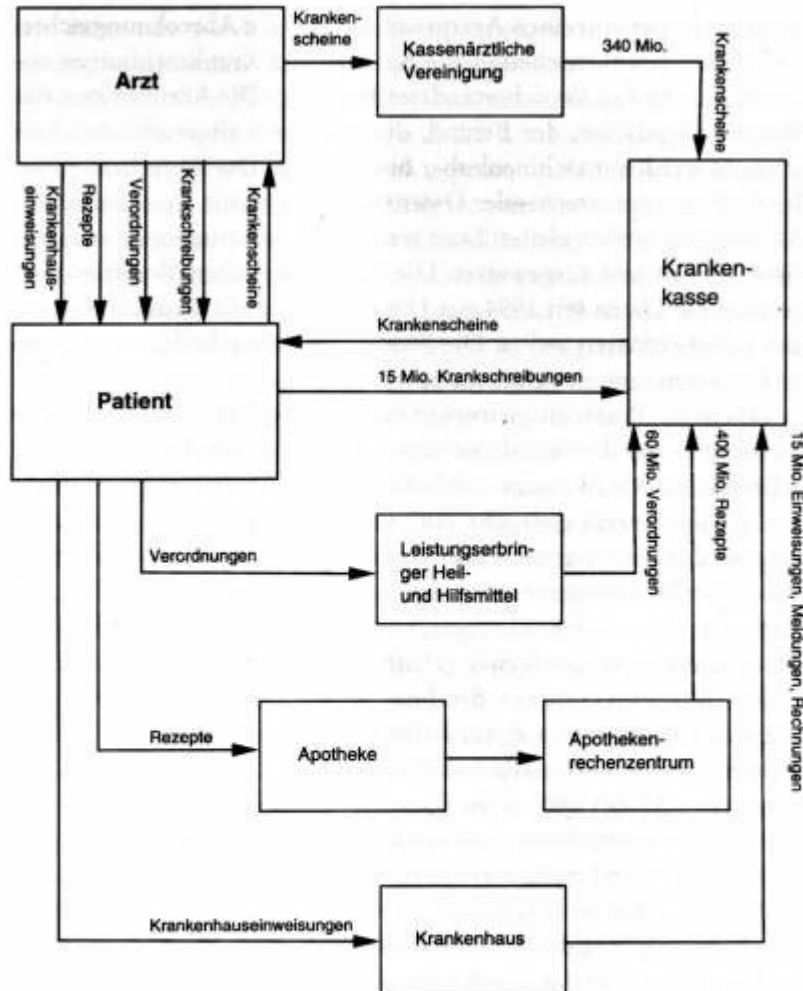 Kranken-
scheine
Arzt
Kassenärztliche
Vereinigung
340 Mio.
Krankenscheine
Krankenhaus-
einweisungen
Rezepte
Verordnungen
Krankschreibungen
Krankenscheine
Kranken-
kasse
Krankenscheine
Patient
15 Mio. Krankschreibungen
60 Mio. Verordnungen
400 Mio. Rezepte
15 Mio. Einweisungen, Meldungen, Rechnungen
Verordnungen
Leistungserbrin-
ger Heil-
und Hilfsmittel
Rezepte
Apotheke
Apotheken-
rechenzentrum
Krankenhauseinweisungen
Krankenhaus